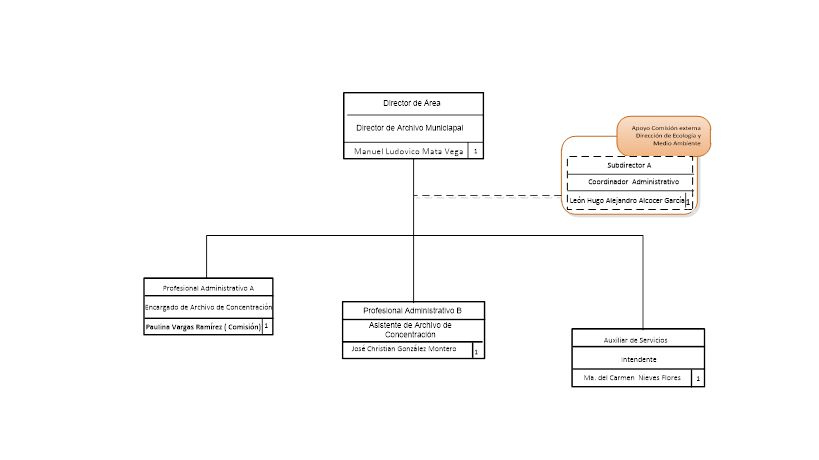 Director de Area
Director de Archivo Municiapal
Manuel Ludovico Mata Vega 1
Apoyo Comisión externa
Dirección de Ecología y
Medio Ambiente
Subdirector A
Coordinador Administrativo
León Hugo Alejandro Alcocer García 1
Profesional Administrativo A
Encargado de Archivo de Concentración
Paulina Vargas Ramírez ( Comisión) 1
Profesional Administrativo B
Asistente de Archivo de
Concentración
José Christian González Montero 1
Auxiliar de Servicios
Intendente
Ma. del Carmen Nieves Flores 1